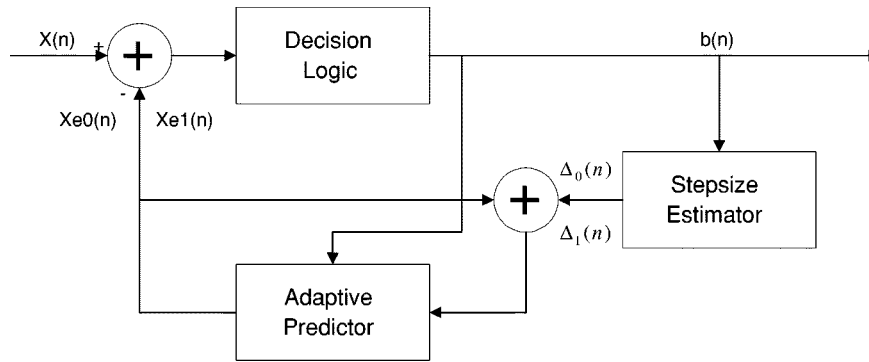 X(n)
+
+
-
Decision
Logic
b(n)
Xe0(n)
Xe1(n)
Δ₀(n)
+
Δ₁(n)
Stepsize
Estimator
Adaptive
Predictor